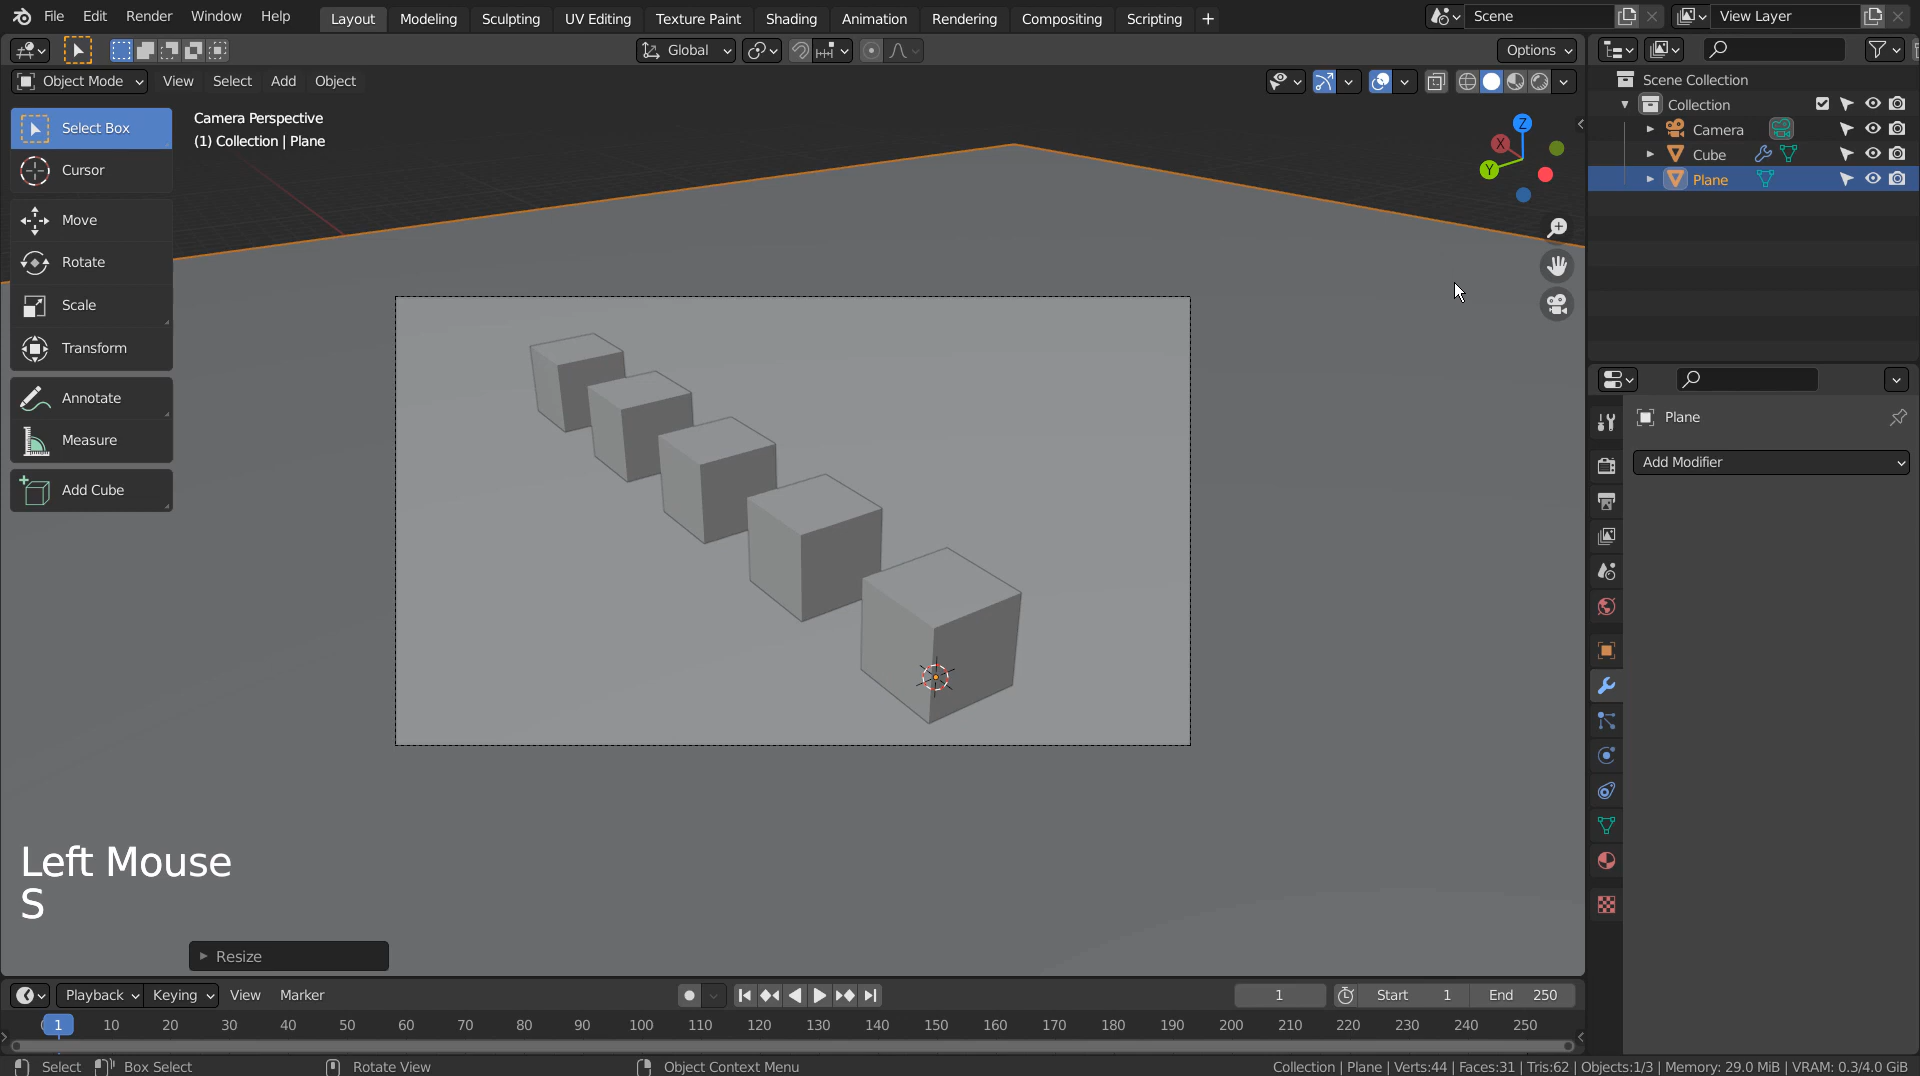 File Edit Render Window Help Layout Modeling Sculpting UV Editing Texture Paint Shading Animation Rendering Compositing Scripting + Scene View Layer
Global Options
Object Mode View Select Add Object
Scene Collection
Collection
Camera
Cube
Plane
Select Box
Cursor
Move
Rotate
Scale
Transform
Annotate
Measure
Add Cube
Camera Perspective
(1) Collection | Plane
Z
X
Y
Plane
Add Modifier
Left Mouse
S
Resize
Playback Keying View Marker 1 Start 1 End 250
1 10 20 30 40 50 60 70 80 90 100 110 120 130 140 150 160 170 180 190 200 210 220 230 240 250
Select Box Select Rotate View Object Context Menu Collection | Plane | Verts:44 | Faces:31 | Tris:62 | Objects:1/3 | Memory: 29.0 MiB | VRAM: 0.3/4.0 GiB